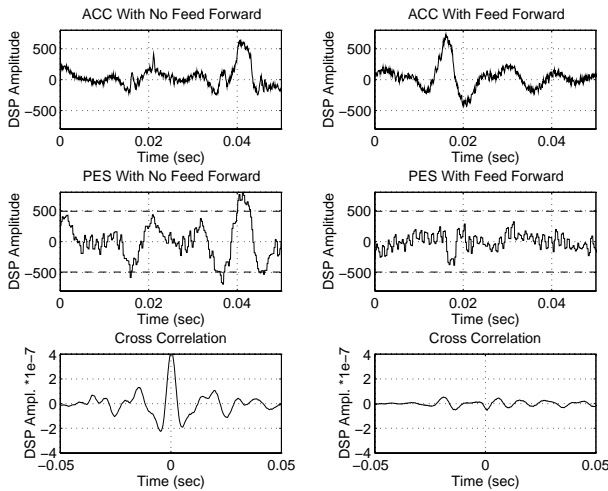 ACC With No Feed Forward
DSP Amplitude
500
0
−500
0
0.02
0.04
Time (sec)
ACC With Feed Forward
DSP Amplitude
500
0
−500
0
0.02
0.04
Time (sec)
PES With No Feed Forward
DSP Amplitude
500
0
−500
0
0.02
0.04
Time (sec)
PES With Feed Forward
DSP Amplitude
500
0
−500
0
0.02
0.04
Time (sec)
Cross Correlation
DSP Ampl. *1e-7
4
2
0
−2
−4
−0.05
0
0.05
Time (sec)
Cross Correlation
DSP Ampl. *1e-7
4
2
0
−2
−4
−0.05
0
0.05
Time (sec)